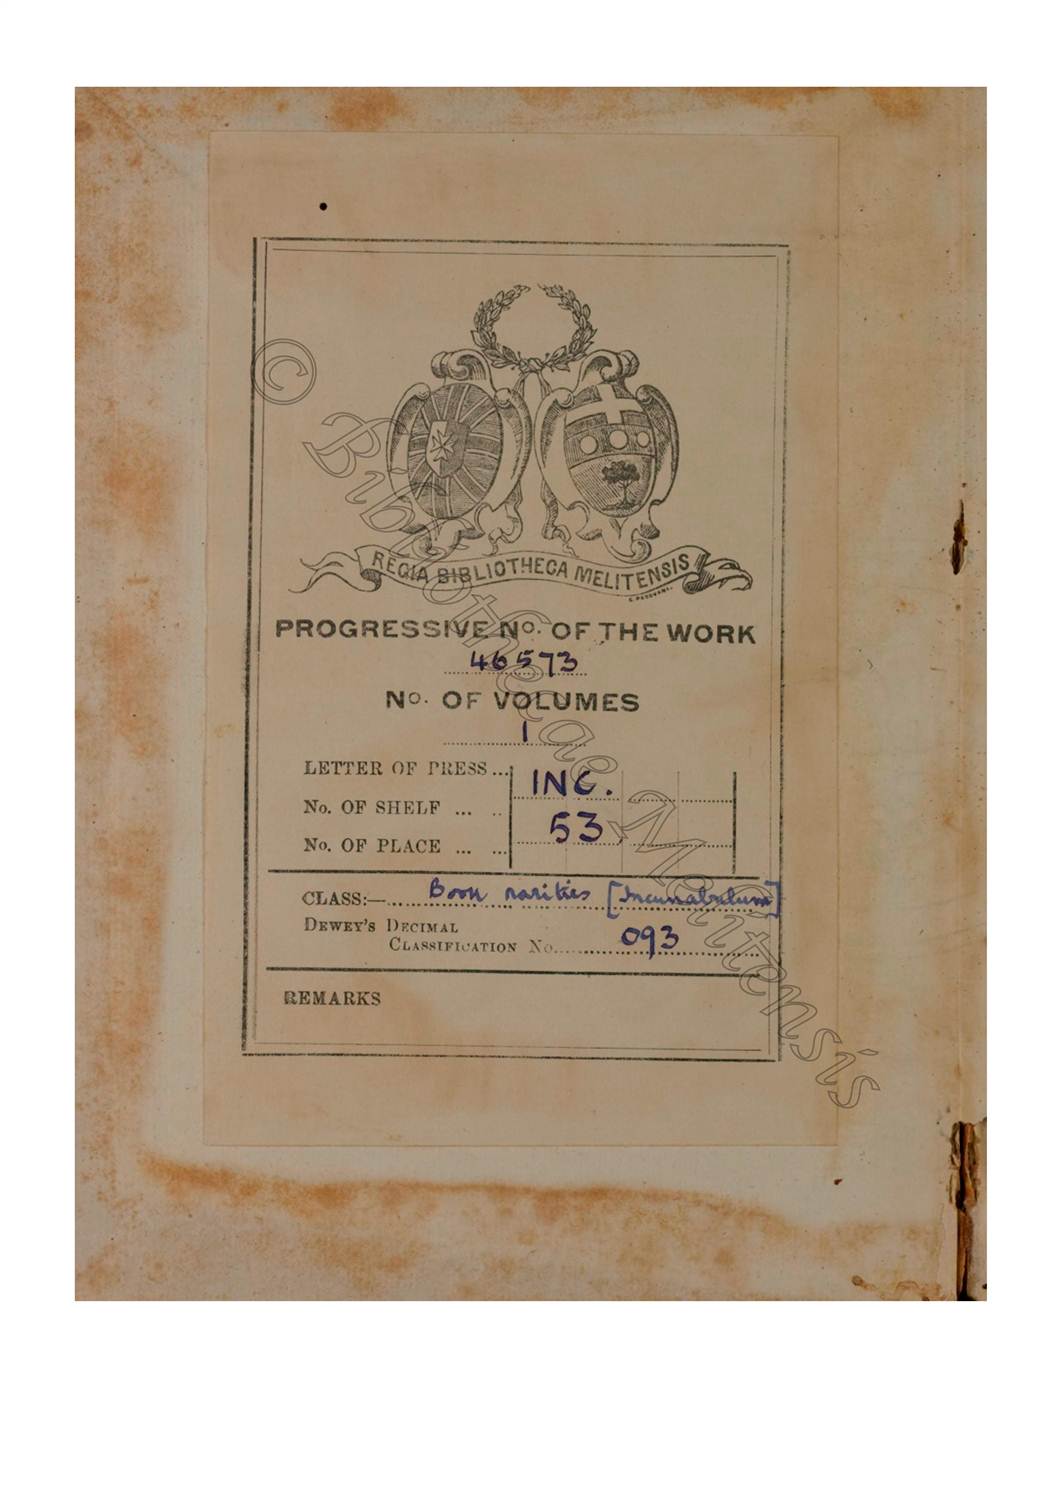 REGIA BIBLIOTHECA MELITENSIS
PROGRESSIVE No. OF THE WORK
46573
No. OF VOLUMES
1
LETTER OF PRESS ... INC.
No. OF SHELF ... .. 53
No. OF PLACE ... ...
CLASS:— Book rarities [Incunabulum]
DEWEY'S DECIMAL
CLASSIFICATION No. 093
REMARKS
© Bibliothecae Melitensis